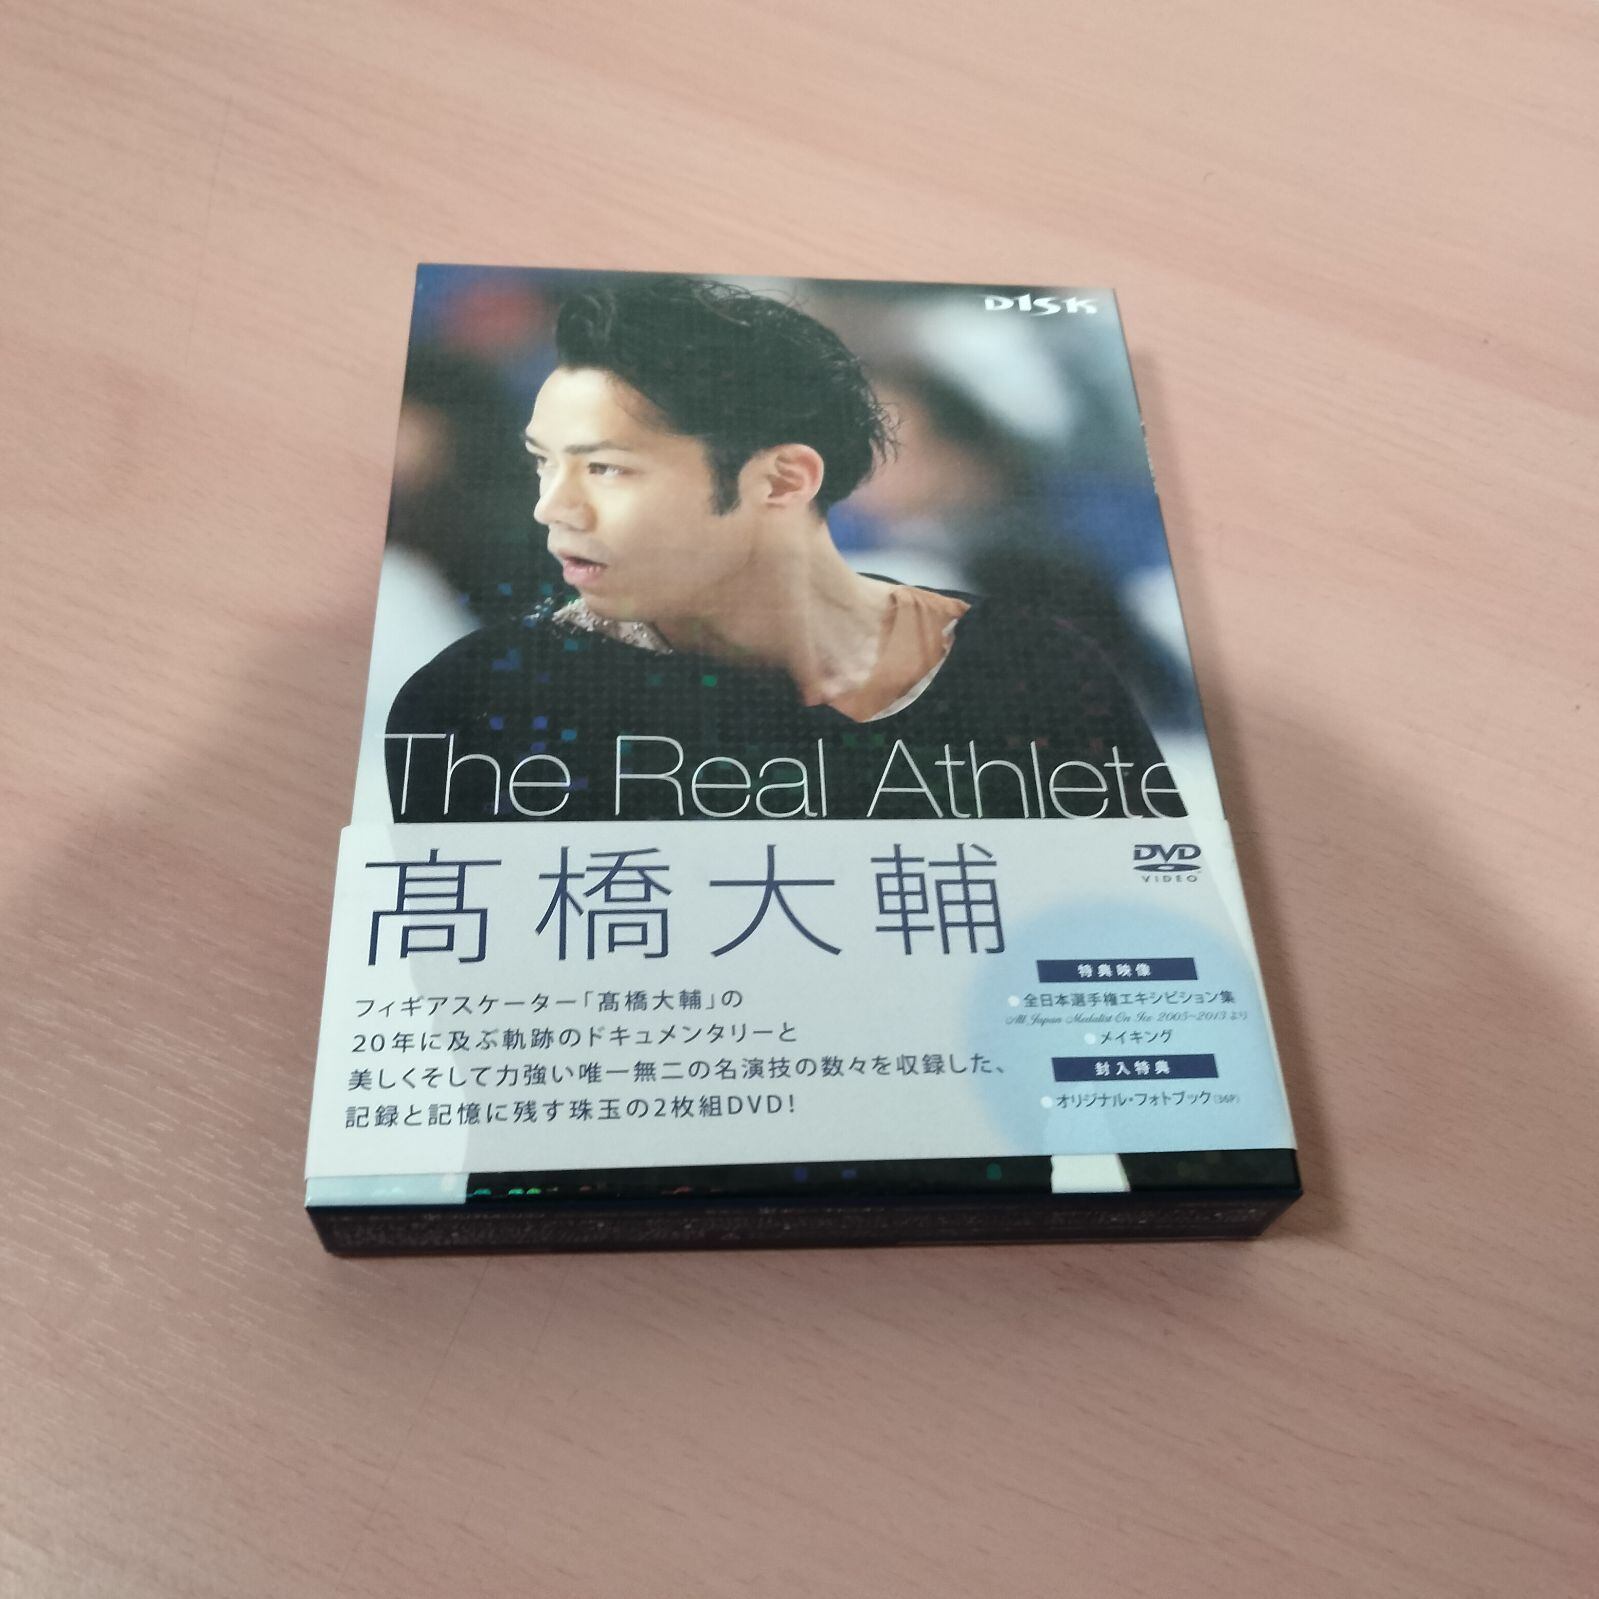 D1SK
The Real Athlete
髙橋大輔
DVD
VIDEO
フィギアスケーター「髙橋大輔」の
20年に及ぶ軌跡のドキュメンタリーと
美しくそして力強い唯一無二の名演技の数々を収録した、
記録と記憶に残す珠玉の2枚組DVD!
特典映像
●全日本選手権エキシビション集
All Japan Medalist On Ice 2005~2013より
●メイキング
封入特典
●オリジナル・フォトブック(36P)